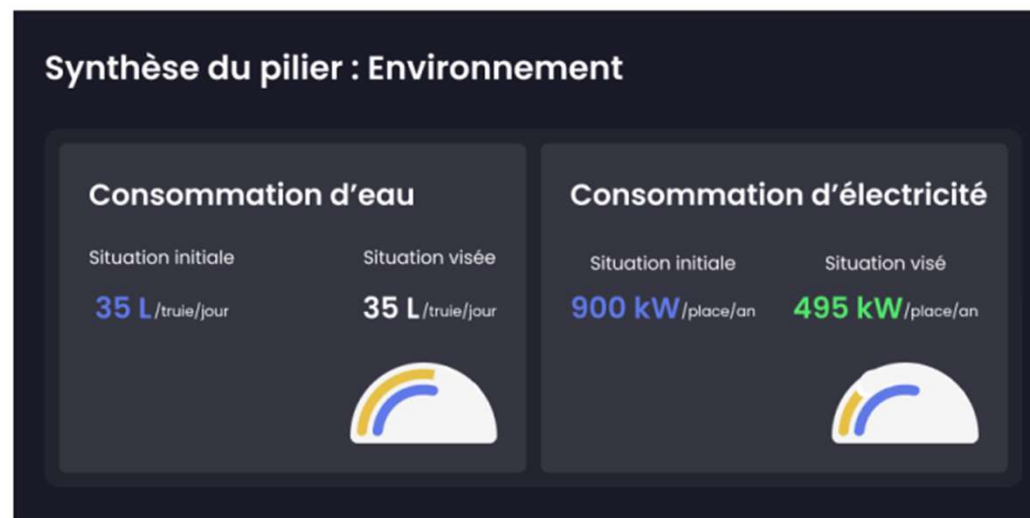 Synthèse du pilier : Environnement
Consommation d’eau
Situation initiale
Situation visée
35 L/truie/jour
35 L/truie/jour
Consommation d’électricité
Situation initiale
Situation visé
900 kW/place/an
495 kW/place/an